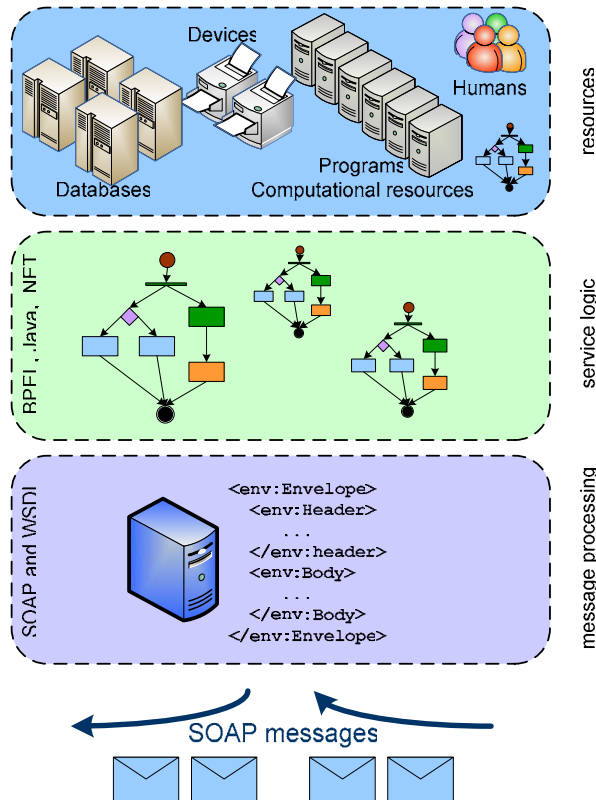 Devices
Humans
Programs
Databases
Computational resources
resources
BPEL, Java, .NET
service logic
SOAP and WSDL
<env:Envelope>
<env:Header>
...
</env:header>
<env:Body>
...
</env:Body>
</env:Envelope>
message processing
SOAP messages